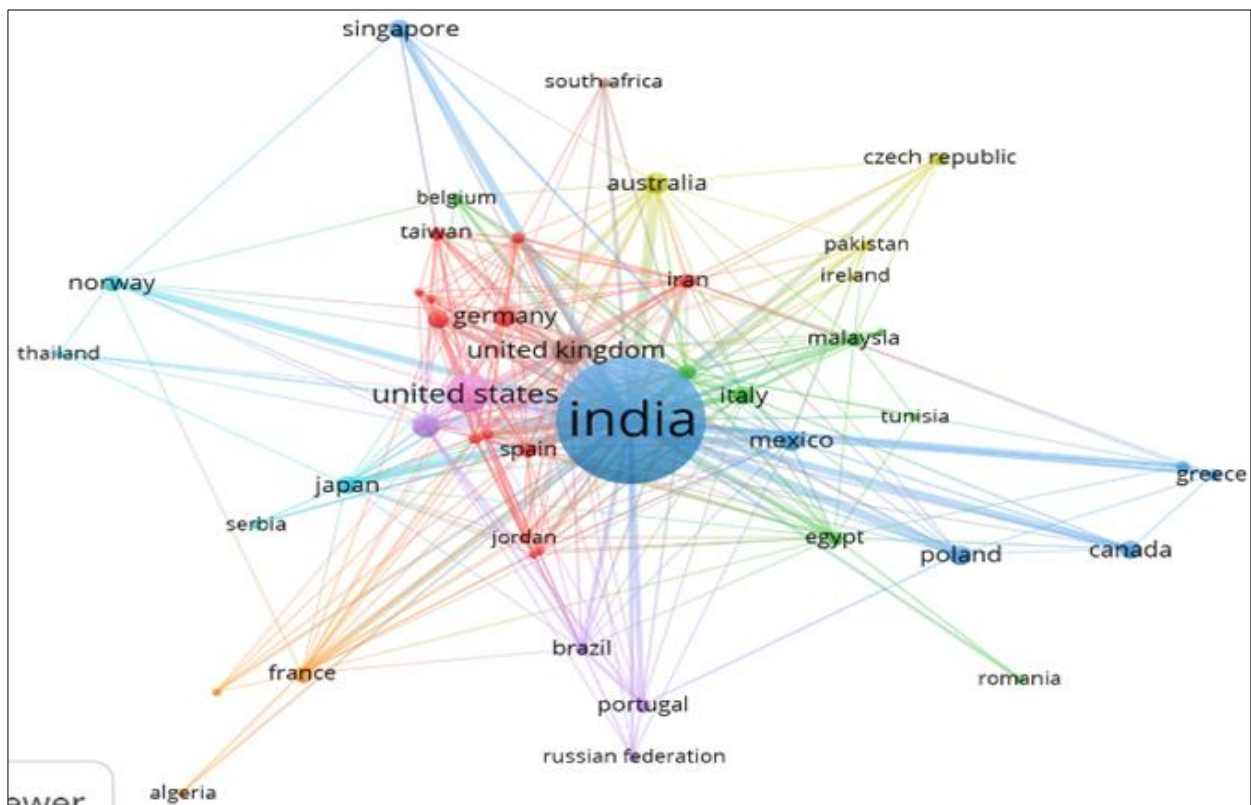 singapore
south africa
czech republic
australia
belgium
taiwan
pakistan
ireland
iran
norway
germany
malaysia
united kingdom
thailand
united states
italy
india
tunisia
mexico
spain
greece
japan
serbia
jordan
egypt
poland
canada
brazil
france
romania
portugal
russian federation
algeria